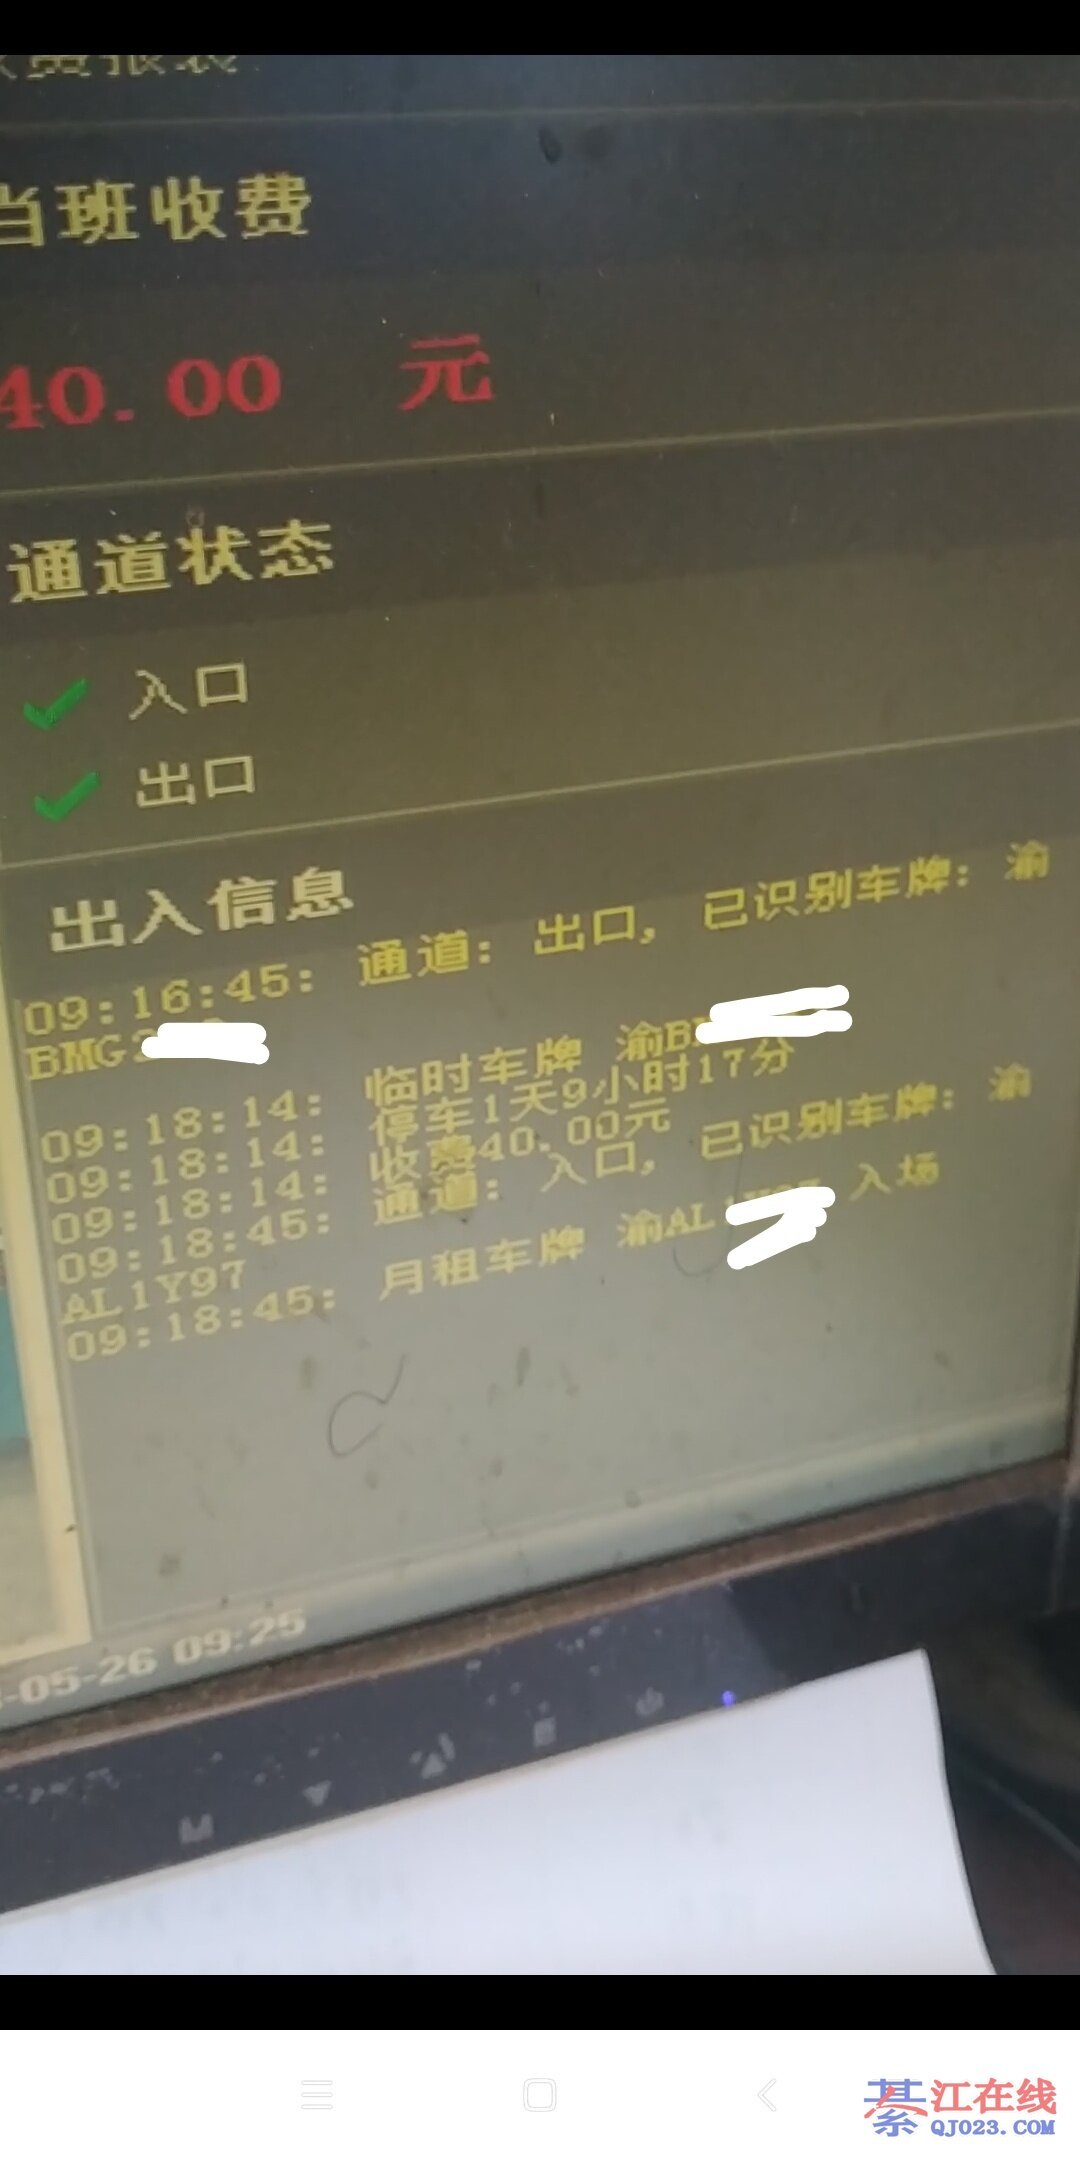 当班收费
40.00 元
通道状态
入口
出口
出入信息
09:16:45: 通道: 出口, 已识别车牌: 渝
BMG
09:18:14: 临时车牌 渝B
09:18:14: 停车1天9小时17分
09:18:14: 收费40.00元
09:18:45: 通道: 入口, 已识别车牌: 渝
AL1Y97
09:18:45: 月租车牌 渝AL 入场
-05-26 09:25
M
綦江在线
QJ023.COM